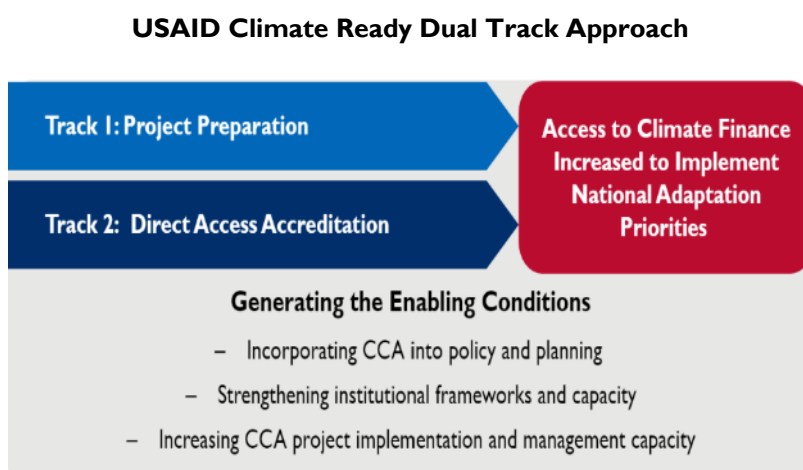 USAID Climate Ready Dual Track Approach
Track 1: Project Preparation
Track 2: Direct Access Accreditation
Access to Climate Finance
Increased to Implement
National Adaptation
Priorities
Generating the Enabling Conditions
– Incorporating CCA into policy and planning
– Strengthening institutional frameworks and capacity
– Increasing CCA project implementation and management capacity